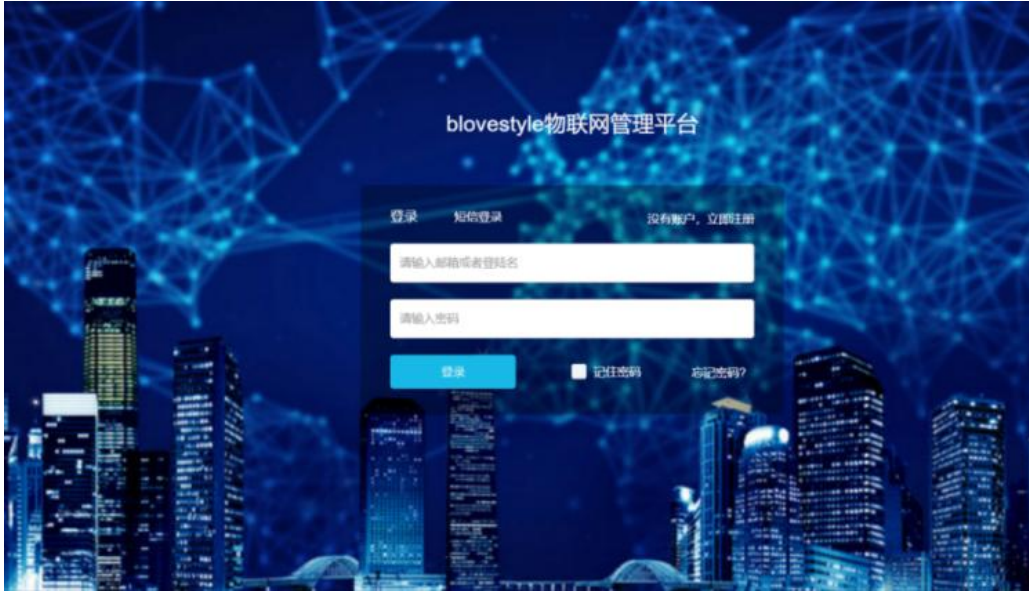 blovestyle物联网管理平台
登录 短信登录 没有账户，立即注册
请输入邮箱或者登陆名
请输入密码
登录 记住密码 忘记密码?